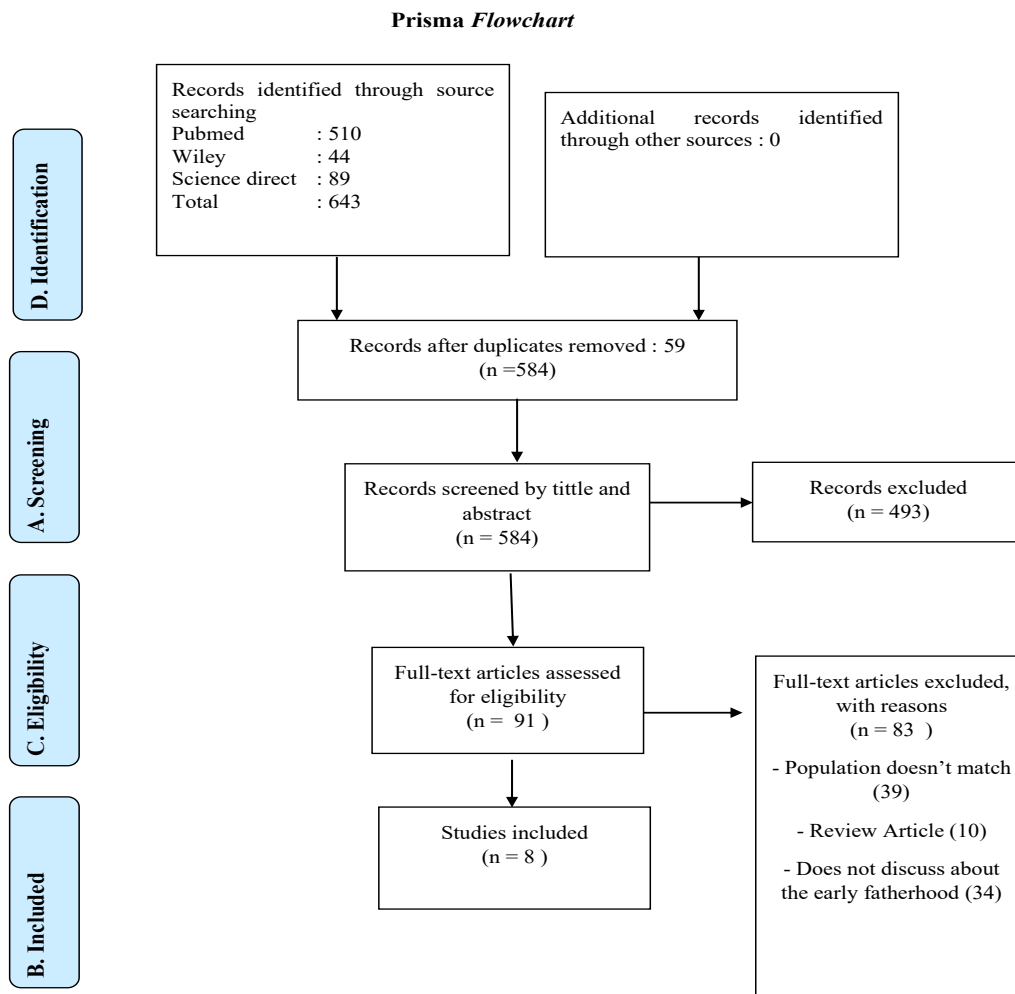 Prisma Flowchart
Records identified through source
searching
Pubmed : 510
Wiley : 44
Science direct : 89
Total : 643
Additional records identified
through other sources : 0
D. Identification
Records after duplicates removed : 59
(n =584)
A. Screening
Records screened by tittle and
abstract
(n = 584)
Records excluded
(n = 493)
C. Eligibility
Full-text articles assessed
for eligibility
(n = 91 )
Full-text articles excluded,
with reasons
(n = 83 )
- Population doesn't match
(39)
- Review Article (10)
- Does not discuss about
the early fatherhood (34)
B. Included
Studies included
(n = 8 )